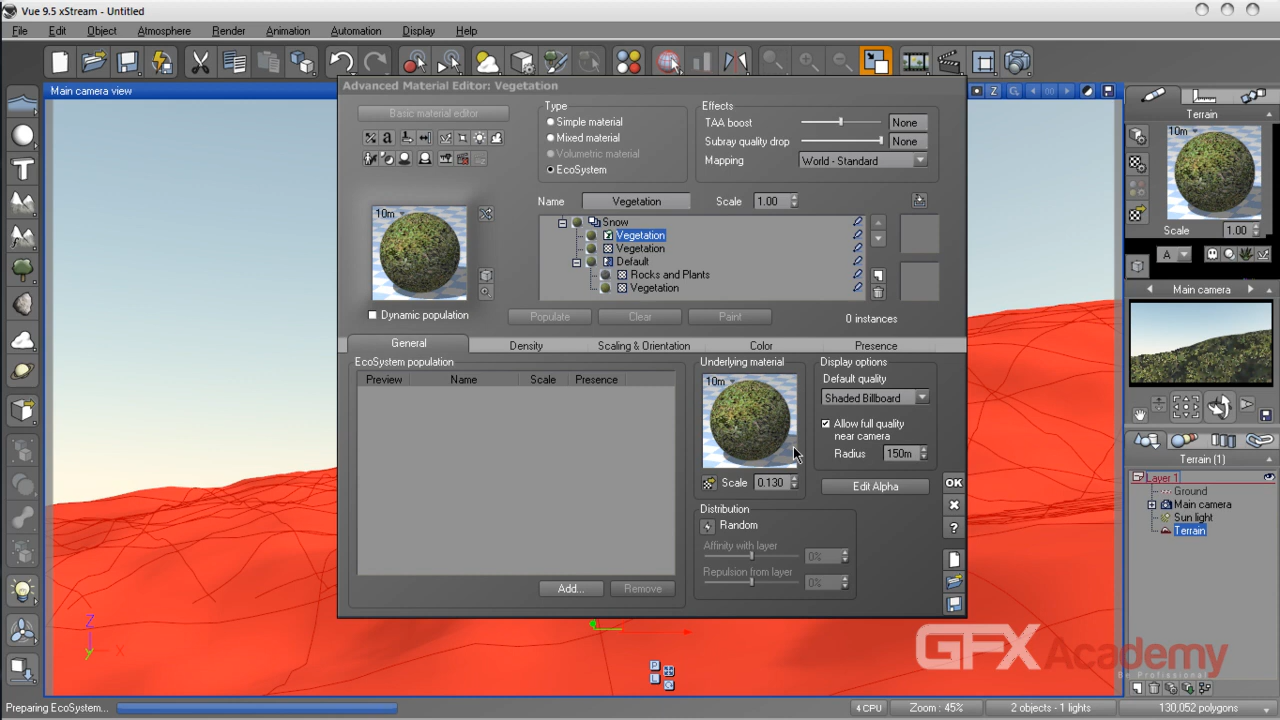 Vue 9.5 xStream - Untitled
File Edit Object Atmosphere Render Animation Automation Display Help
Main camera view
Advanced Material Editor: Vegetation
Basic material editor
Type
Simple material
Mixed material
Volumetric material
EcoSystem
Effects
TAA boost None
Subray quality drop None
Mapping World - Standard
Name Vegetation Scale 1.00
10m
Snow
Vegetation
Vegetation
Default
Rocks and Plants
Vegetation
Dynamic population
Populate Clear Paint 0 instances
General Density Scaling & Orientation Color Presence
EcoSystem population
Preview Name Scale Presence
Add... Remove
Underlying material
10m
Scale 0.130
Display options
Default quality
Shaded Billboard
Allow full quality
near camera
Radius 150m
Edit Alpha
Distribution
Random
Affinity with layer 0%
Repulsion from layer 0%
OK
?
Terrain
10m
Scale 1.00
A
Main camera
Terrain (1)
Layer 1
Ground
Main camera
Sun light
Terrain
Z
Y
X
P
L
GFX Academy
Be Professional
Preparing EcoSystem...
4 CPU Zoom : 45% 2 objects - 1 lights 130,052 polygons